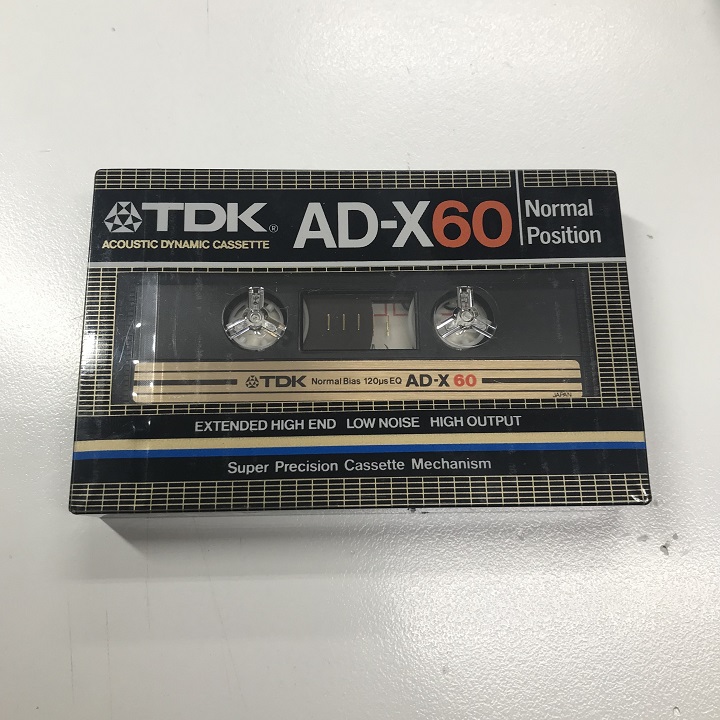 TDK® AD-X60 Normal Position
ACOUSTIC DYNAMIC CASSETTE
TDK Normal Bias 120µs EQ AD-X 60
JAPAN
EXTENDED HIGH END LOW NOISE HIGH OUTPUT
Super Precision Cassette Mechanism